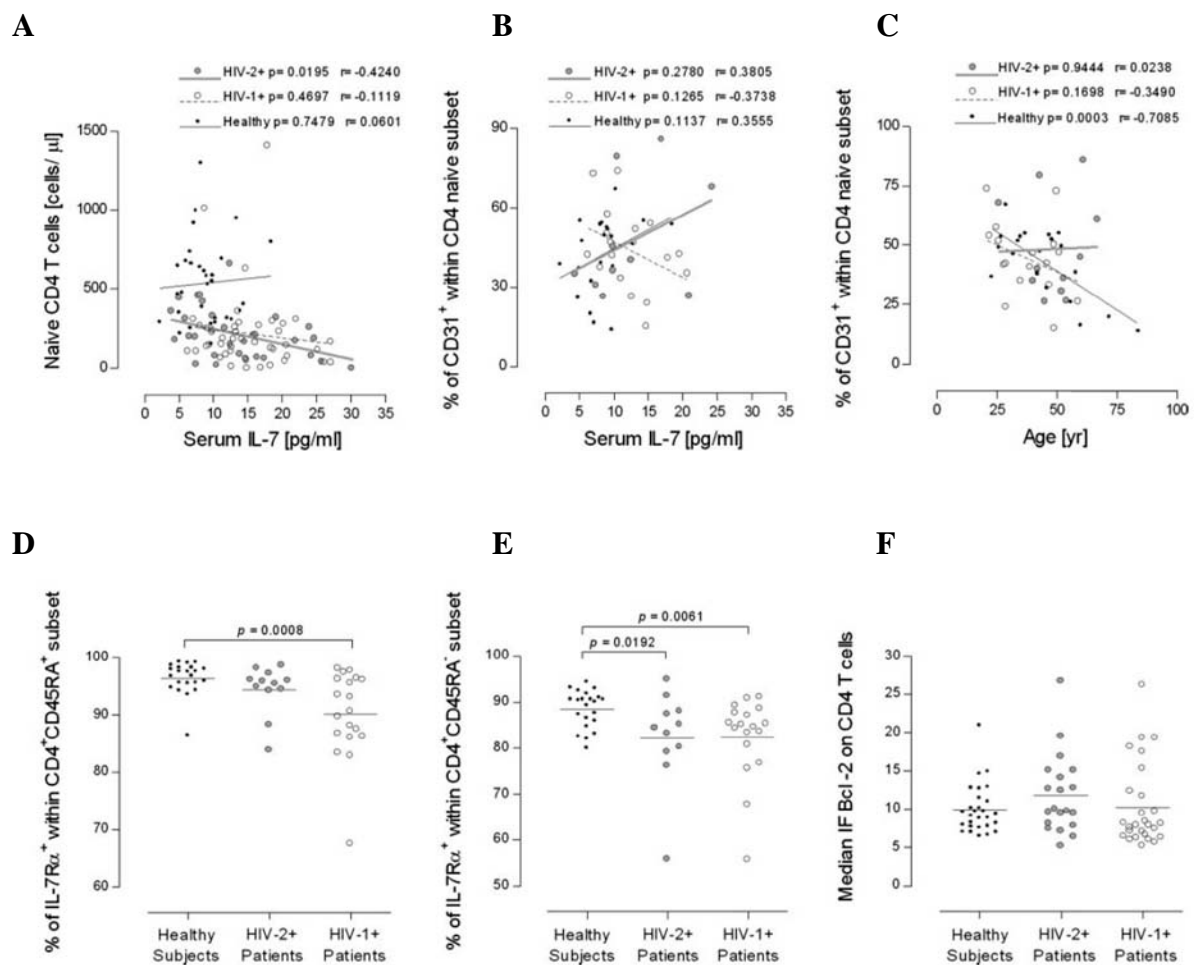 A
HIV-2+ p= 0.0195 r= -0.4240
HIV-1+ p= 0.4697 r= -0.1119
Healthy p= 0.7479 r= 0.0601
Naive CD4 T cells [cells/ µl]
1500
1000
500
0
0 5 10 15 20 25 30 35
Serum IL-7 [pg/ml]
B
HIV-2+ p= 0.2780 r= 0.3805
HIV-1+ p= 0.1265 r= -0.3738
Healthy p= 0.1137 r= 0.3555
% of CD31⁺ within CD4 naive subset
90
60
30
0
0 5 10 15 20 25 30 35
Serum IL-7 [pg/ml]
C
HIV-2+ p= 0.9444 r= 0.0238
HIV-1+ p= 0.1698 r= -0.3490
Healthy p= 0.0003 r= -0.7085
% of CD31⁺ within CD4 naive subset
100
75
50
25
0
0 25 50 75 100
Age [yr]
D
% of IL-7Rα⁺ within CD4⁺CD45RA⁺ subset
p = 0.0008
100
90
80
70
60
Healthy Subjects
HIV-2+ Patients
HIV-1+ Patients
E
% of IL-7Rα⁺ within CD4⁺CD45RA⁻ subset
p = 0.0061
p = 0.0192
100
90
80
70
60
50
Healthy Subjects
HIV-2+ Patients
HIV-1+ Patients
F
Median IF Bcl -2 on CD4 T cells
30
25
20
15
10
5
0
Healthy Subjects
HIV-2+ Patients
HIV-1+ Patients